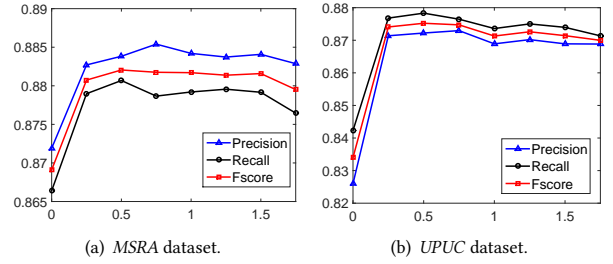 0.89
0.885
0.88
0.875
0.87
0.865
0
0.5
1
1.5
Precision
Recall
Fscore
(a) MSRA dataset.
0.88
0.87
0.86
0.85
0.84
0.83
0.82
0
0.5
1
1.5
Precision
Recall
Fscore
(b) UPUC dataset.